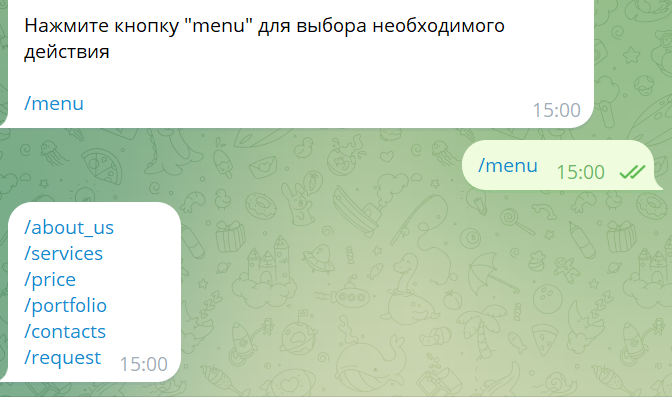 Нажмите кнопку "menu" для выбора необходимого
действия
/menu
15:00
/menu 15:00
/about_us
/services
/price
/portfolio
/contacts
/request 15:00